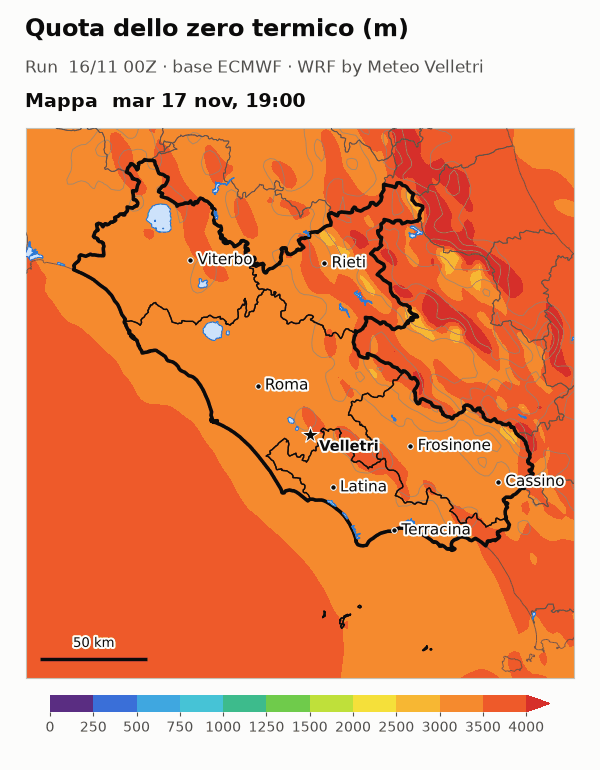 Quota dello zero termico (m)
Run  16/11 00Z · base ECMWF · WRF by Meteo Velletri
Mappa  mar 17 nov, 19:00
Viterbo
Rieti
Roma
Velletri
Frosinone
Cassino
Latina
Terracina
50 km
0 250 500 750 1000 1250 1500 2000 2500 3000 3500 4000